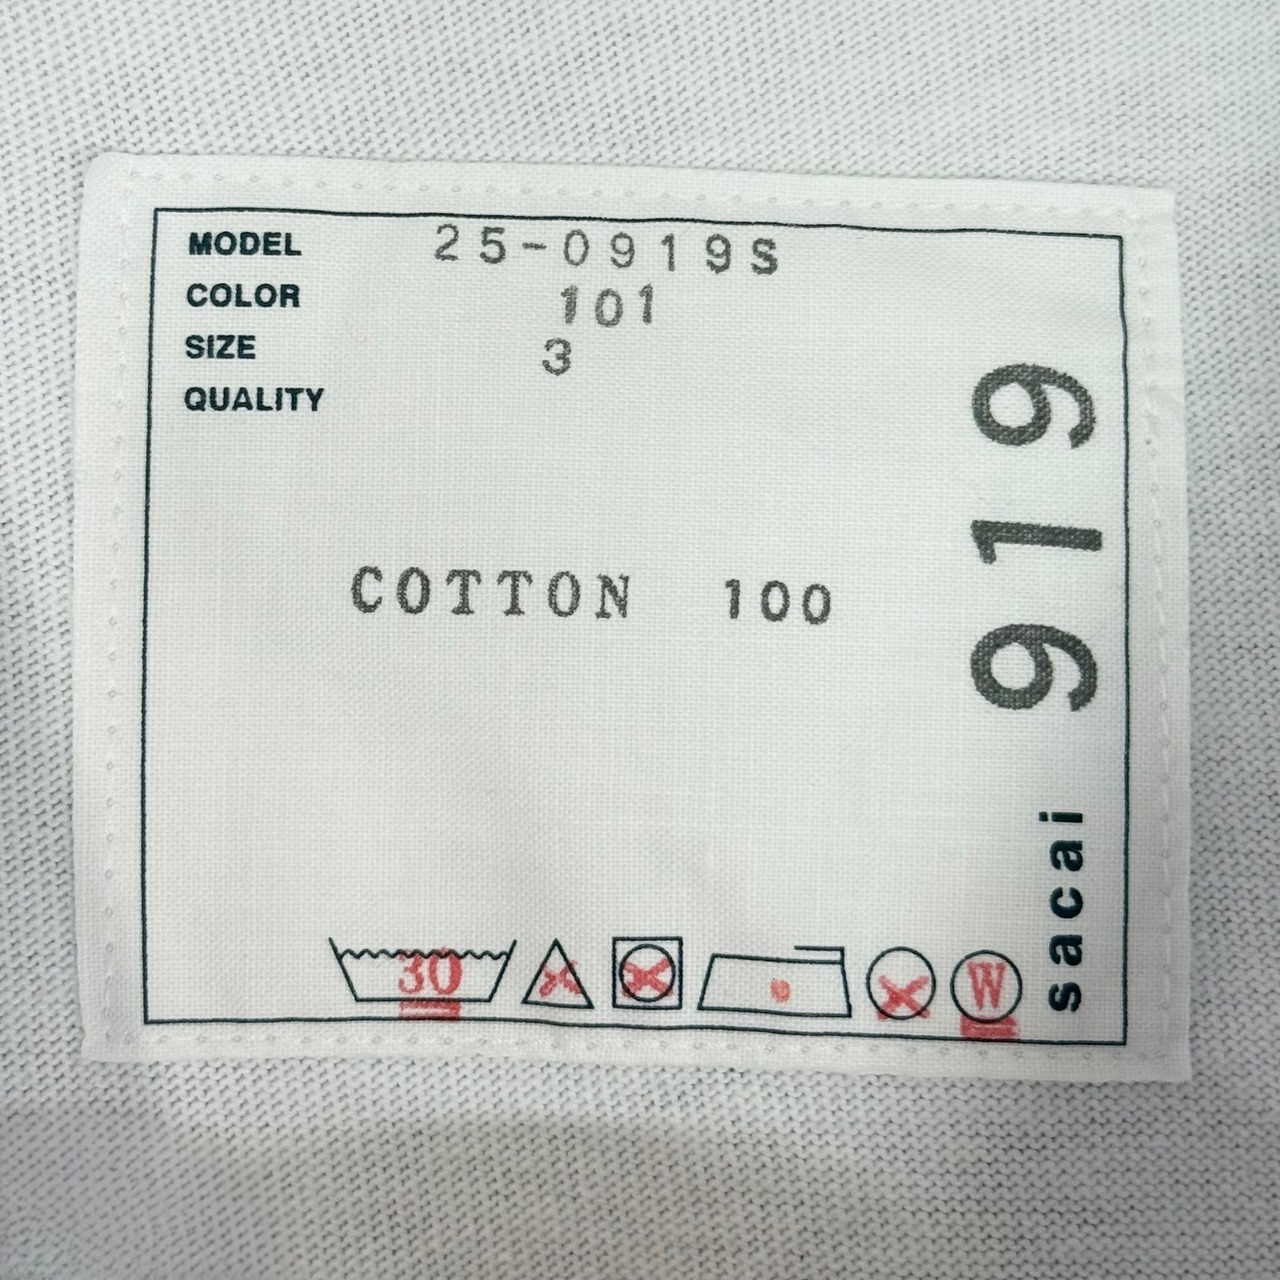 MODEL 25-0919S
COLOR 101
SIZE 3
QUALITY
COTTON 100
919
sacai
30
W